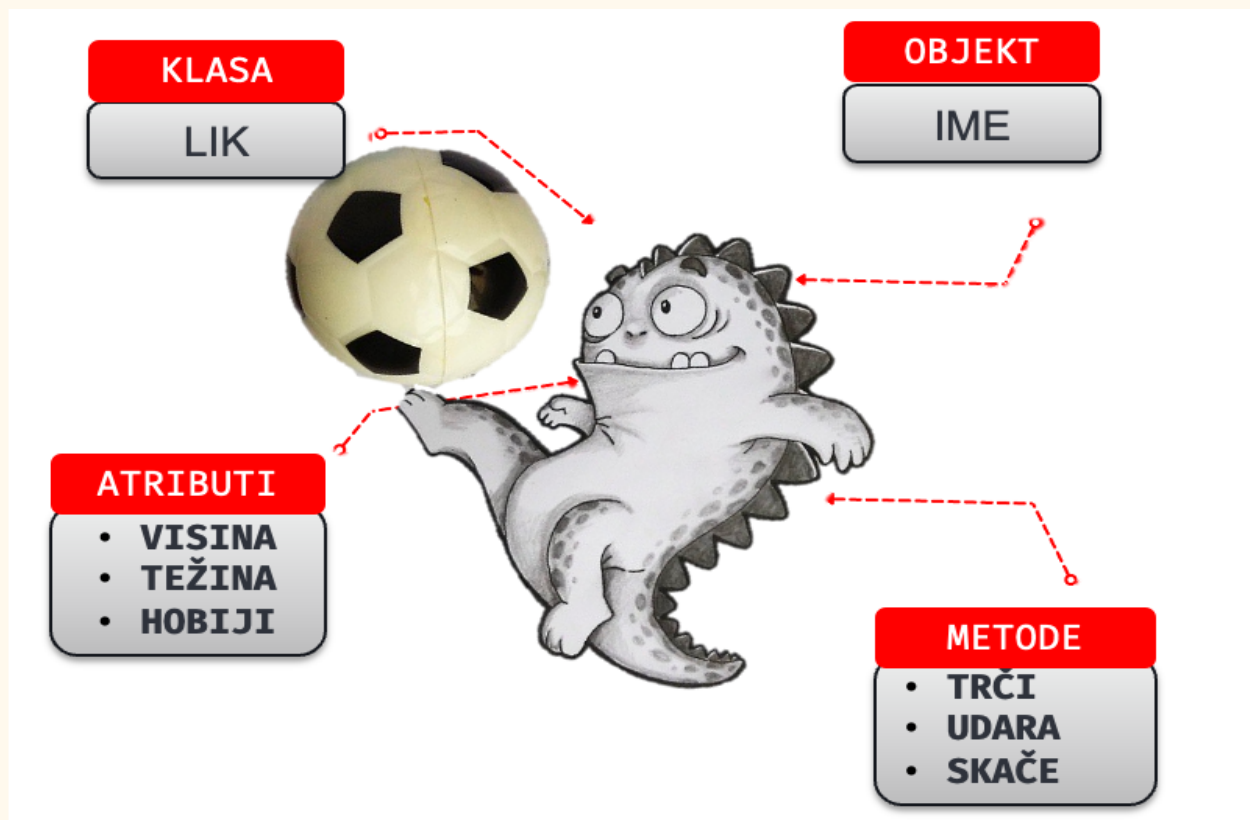 KLASA
LIK
OBJEKT
IME
ATRIBUTI
• VISINA
• TEŽINA
• HOBIJI
METODE
• TRČI
• UDARA
• SKAČE